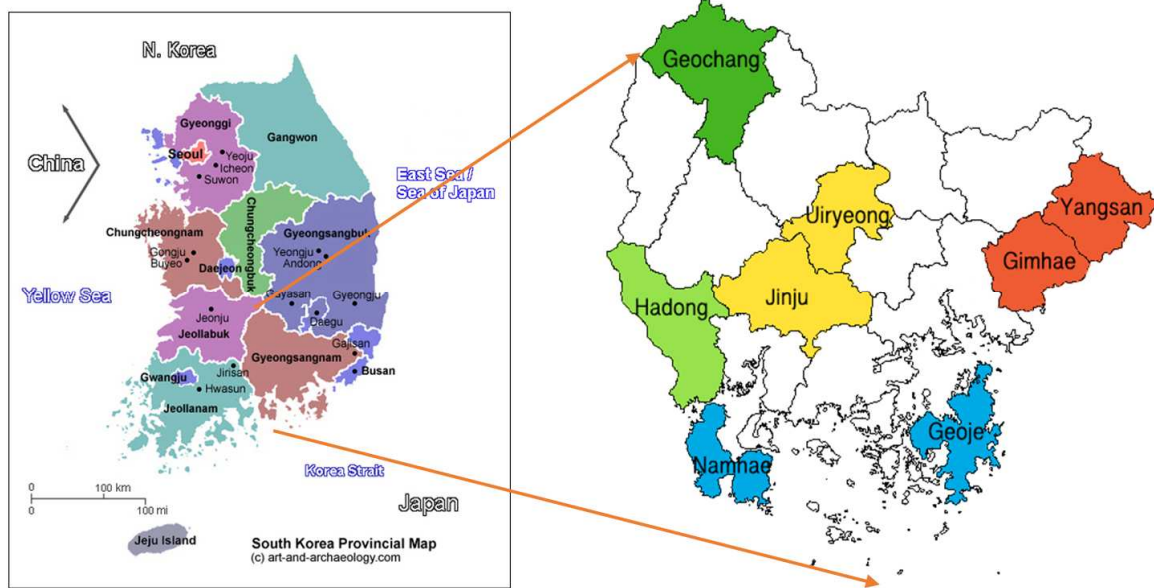 N. Korea
Gyeonggi
Gangwon
Seoul
Yeoju
Icheon
Suwon
China
East Sea /
Sea of Japan
Chungcheongbuk
Chungcheongnam
Gyeongsangbuk
Gongju
Buyeo
Daejeon
Yeongju
Andong
Yellow Sea
Gayasan
Gyeongju
Jeonju
Daegu
Jeollabuk
Gajisan
Gyeongsangnam
Jirisan
Busan
Gwangju
Hwasun
Jeollanam
Korea Strait
Japan
0 100 km
0 100 mi
Jeju Island
South Korea Provincial Map
(c) art-and-archaeology.com
Geochang
Uiryeong
Yangsan
Gimhae
Hadong
Jinju
Geoje
Namhae